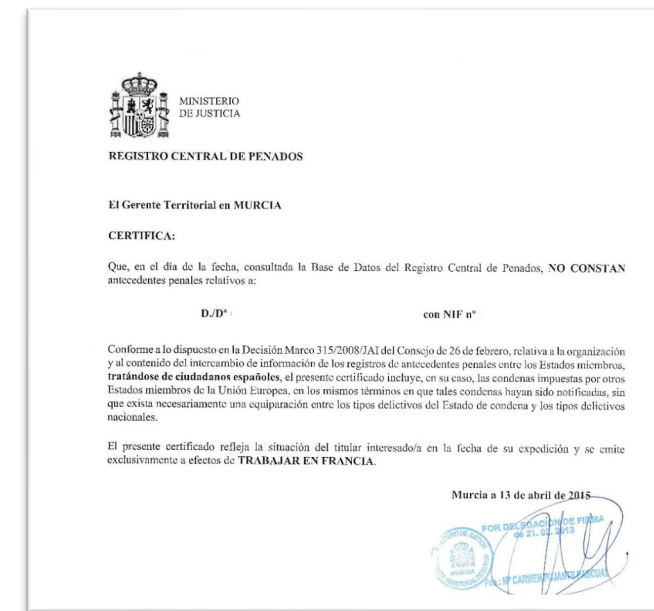 MINISTERIO
DE JUSTICIA
REGISTRO CENTRAL DE PENADOS
El Gerente Territorial en MURCIA
CERTIFICA:
Que, en el día de la fecha, consultada la Base de Datos del Registro Central de Penados, NO CONSTAN
antecedentes penales relativos a:
D./Dª con NIF nº
Conforme a lo dispuesto en la Decisión Marco 315/2008/JAI del Consejo de 26 de febrero, relativa a la organización
y al contenido del intercambio de información de los registros de antecedentes penales entre los Estados miembros,
tratándose de ciudadanos españoles, el presente certificado incluye, en su caso, las condenas impuestas por otros
Estados miembros de la Unión Europea, en los mismos términos en que tales condenas hayan sido notificadas, sin
que exista necesariamente una equiparación entre los tipos delictivos del Estado de condena y los tipos delictivos
nacionales.
El presente certificado refleja la situación del titular interesado/a en la fecha de su expedición y se emite
exclusivamente a efectos de TRABAJAR EN FRANCIA.
Murcia a 13 de abril de 2015
POR DELEGACIÓN DE FIRMA
de 21. 02. 2013
MURCIA
Mª CARMEN PUJANTE PASCUAL